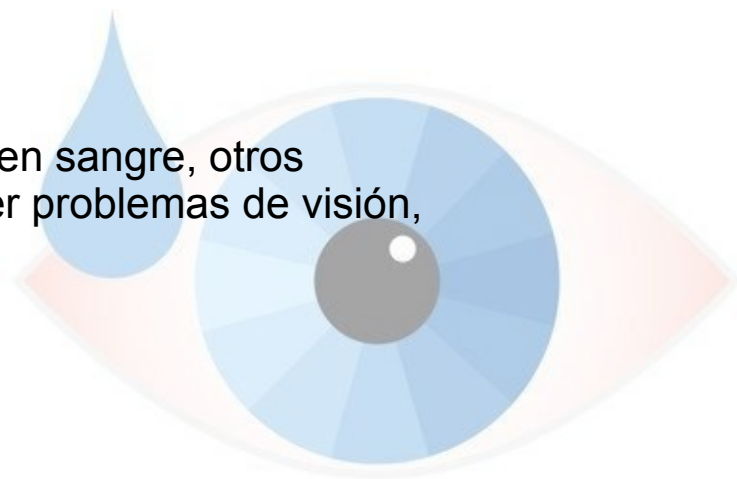 en sangre, otros
er problemas de visión,